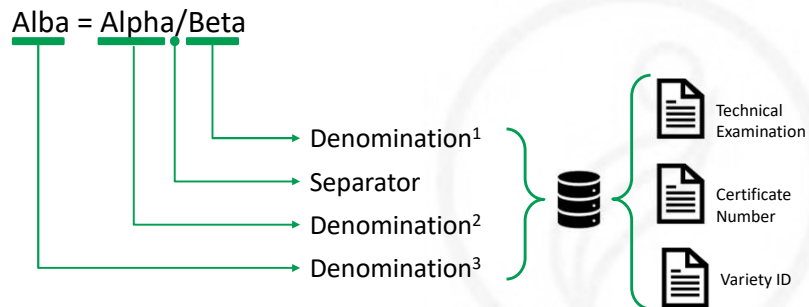 Alba = Alpha/Beta
Denomination¹
Separator
Denomination²
Denomination³
Technical
Examination
Certificate
Number
Variety ID